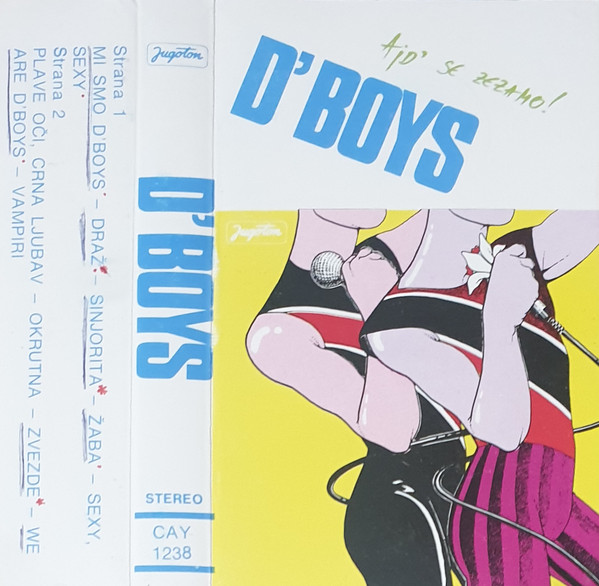 Strana 1
MI SMO D'BOYS – DRAŽ – SINJORITA – ŽABA – SEXY,
SEXY
Strana 2
PLAVE OČI, CRNA LJUBAV – OKRUTNA – ZVEZDE – WE
ARE D'BOYS – VAMPIRI
Jugoton
D'BOYS
STEREO
CAY
1238
Ajd' se zezamo!
D'BOYS
Jugoton